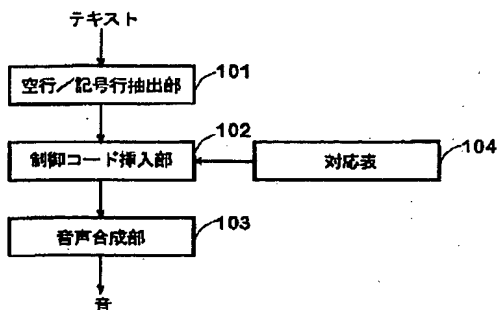 テキスト
空行／記号行抽出部
101
制御コード挿入部
102
対応表
104
音声合成部
103
音